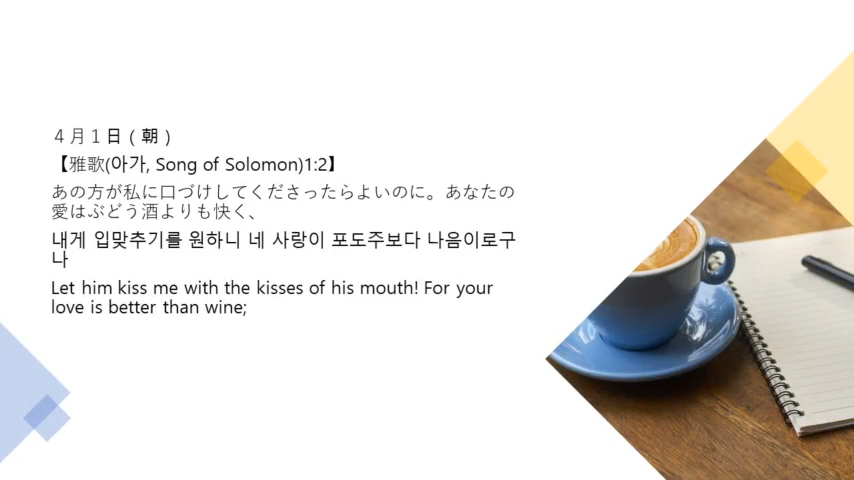 ４月１日（朝）
【雅歌(아가, Song of Solomon)1:2】
あの方が私に口づけしてくださったらよいのに。あなたの
愛はぶどう酒よりも快く、
내게 입맞추기를 원하니 네 사랑이 포도주보다 나음이로구
나
Let him kiss me with the kisses of his mouth! For your
love is better than wine;